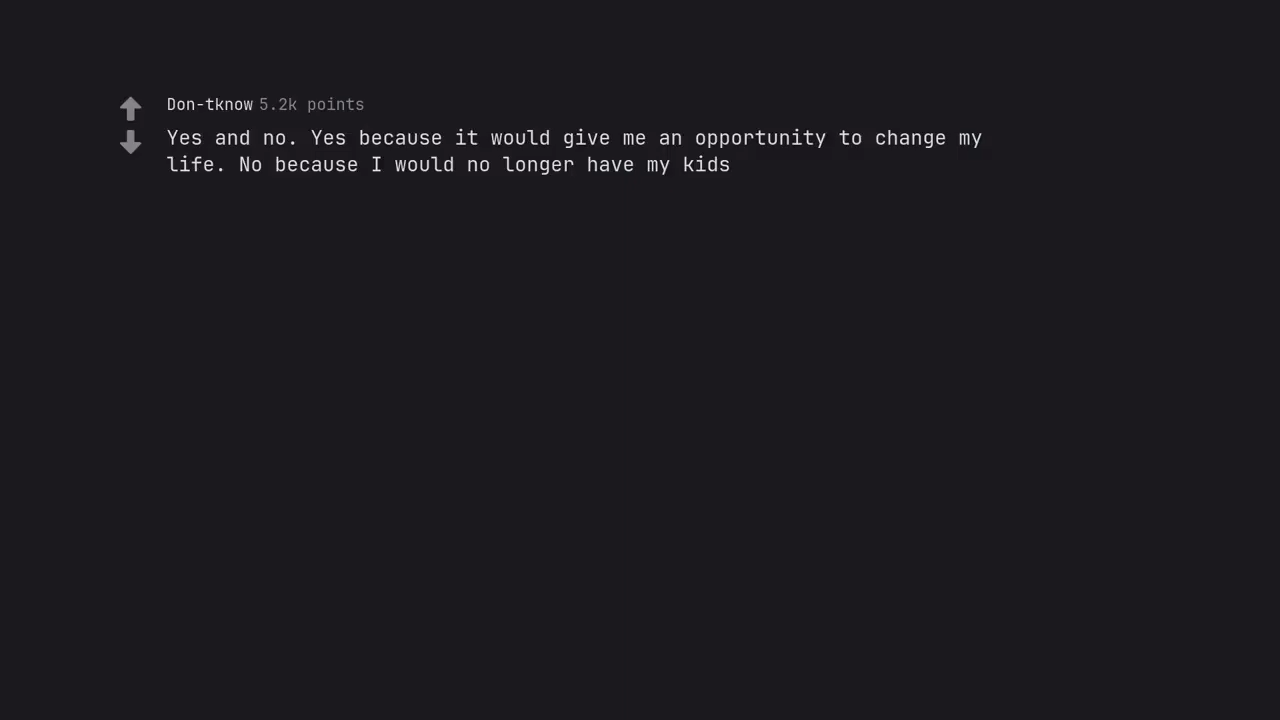 Don-tknow 5.2k points
Yes and no. Yes because it would give me an opportunity to change my
life. No because I would no longer have my kids